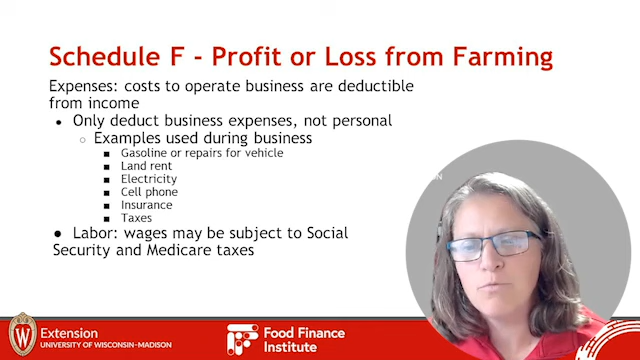 Schedule F - Profit or Loss from Farming
Expenses: costs to operate business are deductible
from income
● Only deduct business expenses, not personal
○ Examples used during business
■ Gasoline or repairs for vehicle
■ Land rent
■ Electricity
■ Cell phone
■ Insurance
■ Taxes
● Labor: wages may be subject to Social
Security and Medicare taxes
ON
W
Extension
UNIVERSITY OF WISCONSIN-MADISON
Food Finance
Institute